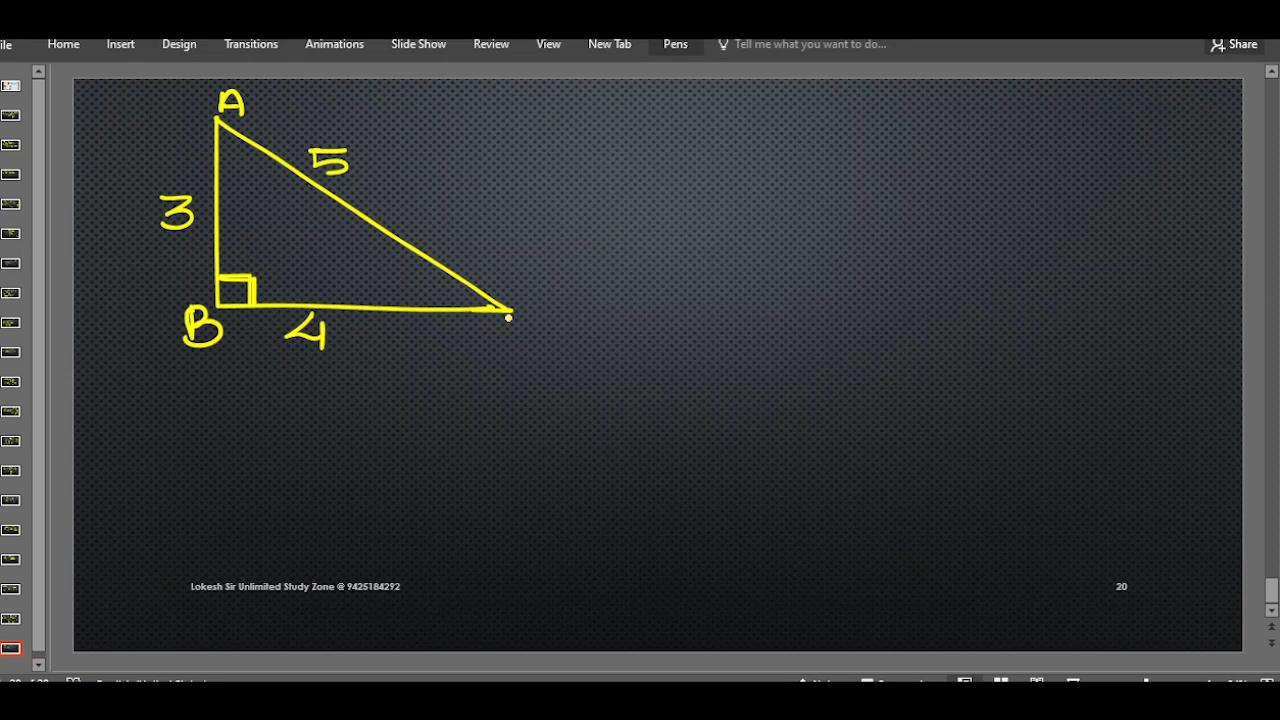 ile Home Insert Design Transitions Animations Slide Show Review View New Tab Pens Tell me what you want to do... Share
A
5
3
B
4
Lokesh Sir Unlimited Study Zone @ 9425184292 20